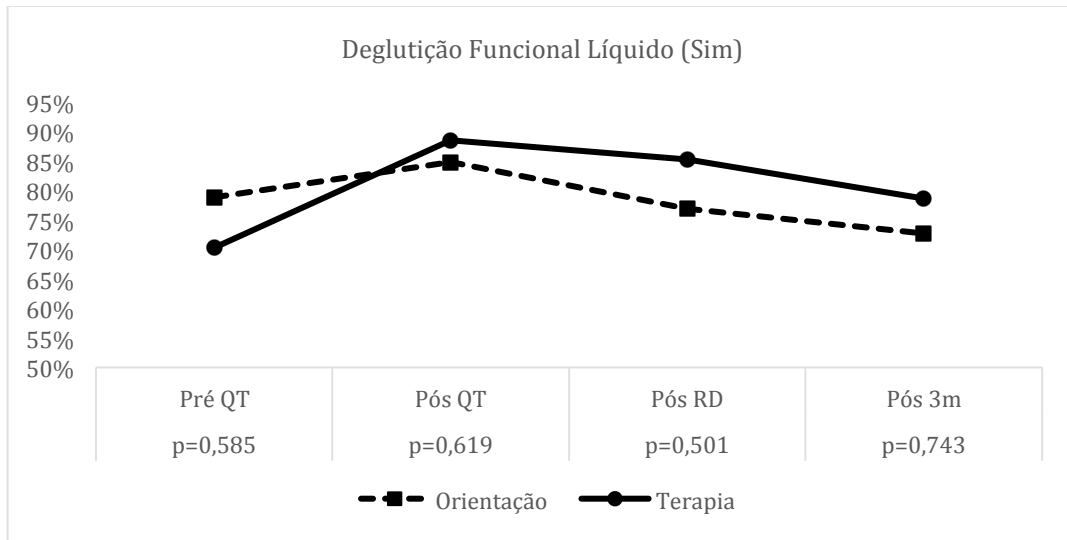 Deglutição Funcional Líquido (Sim)
95%
90%
85%
80%
75%
70%
65%
60%
55%
50%
Pré QT Pós QT Pós RD Pós 3m
p=0,585 p=0,619 p=0,501 p=0,743
Orientação Terapia